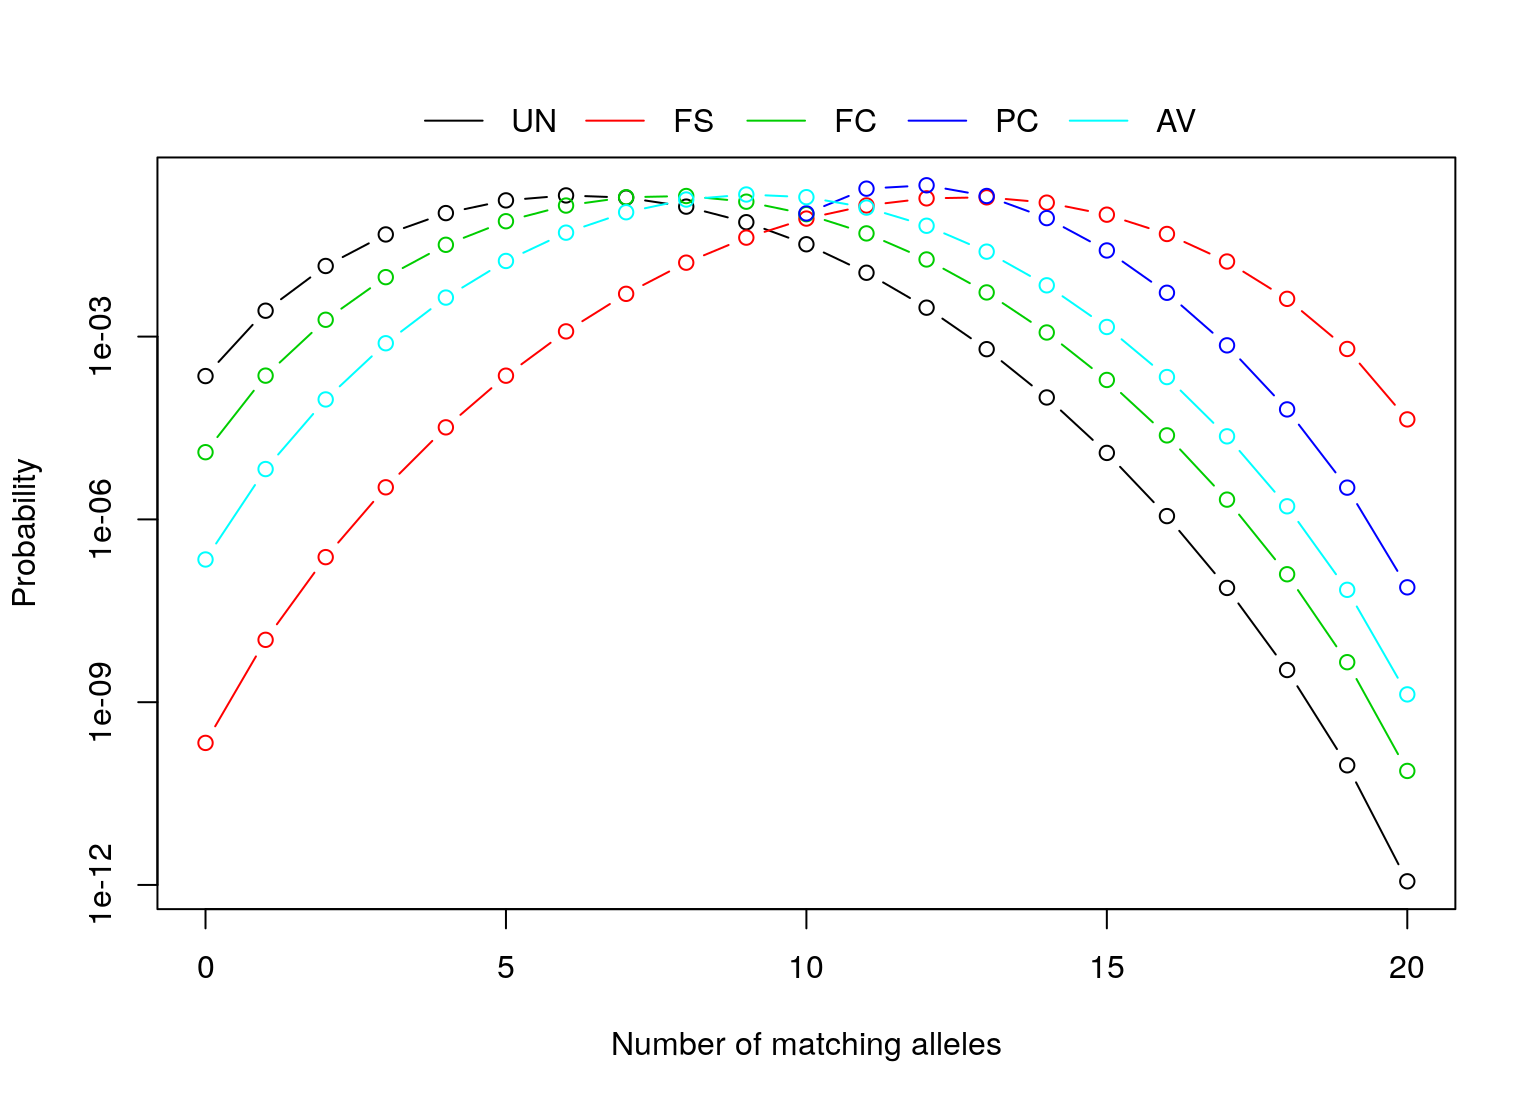 UN FS FC PC AV
Probability
1e-03
1e-06
1e-09
1e-12
0 5 10 15 20
Number of matching alleles